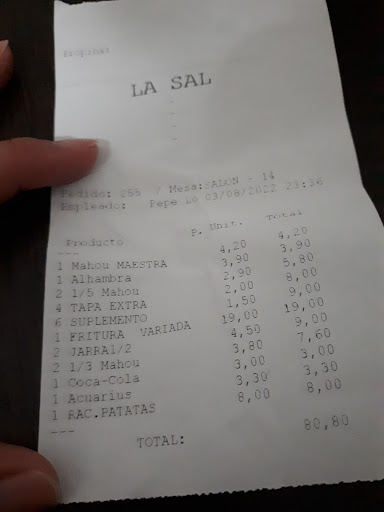 LA SAL
-
-
-
-
Pedido: 255 / Mesa:SALON - 14
Empleado: Pepe Lo 03/08/2022 23:36
Producto P. Unit. Total
---
1 Mahou MAESTRA 4,20 4,20
1 Alhambra 3,90 3,90
2 1/5 Mahou 2,90 5,80
4 TAPA EXTRA 2,00 8,00
6 SUPLEMENTO 1,50 9,00
1 FRITURA VARIADA 19,00 19,00
2 JARRA1/2 4,50 9,00
2 1/3 Mahou 3,80 7,60
1 Coca-Cola 3,00 3,00
1 Acuarius 3,30 3,30
1 RAC.PATATAS 8,00 8,00
---
TOTAL: 80,80